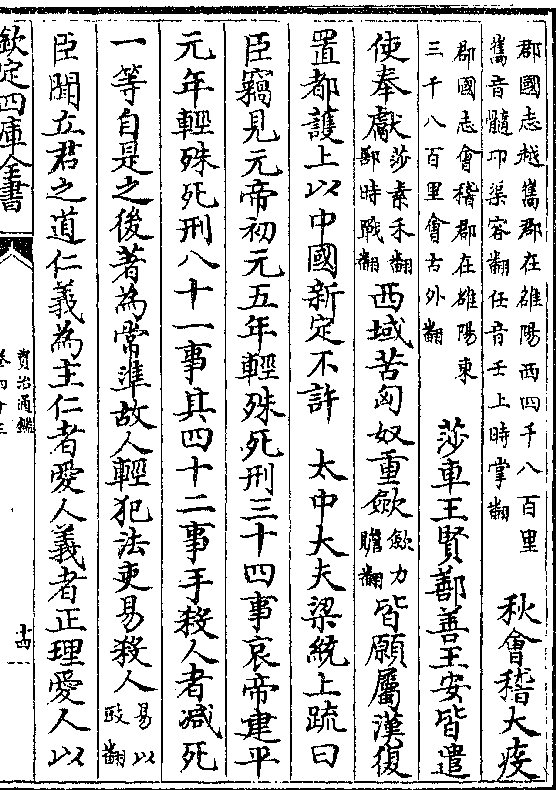 郡國志越嶲郡在雒陽西四千八百里
嶲音髓卭渠容翻任音壬上時掌翻
秋會稽大疫
郡國志會稽郡在雒陽東
三千八百里會古外翻
莎車王賢鄯善王安皆遣
使奉獻
莎素禾翻
鄯時戰翻
西域苦匈奴重歛
歛力
贍翻
皆願屬漢復
置都護上以中國新定不許 太中大夫梁統上疏曰
臣竊見元帝初元五年輕殊死刑三十四事哀帝建平
元年輕殊死刑八十一事其四十二事手殺人者減死
一等自是之後著為常準故人輕犯法吏易殺人
易以
豉翻
臣聞立君之道仁義為主仁者愛人義者正理愛人以
欽定四庫全書
資治通鑑
卷四十三
十四